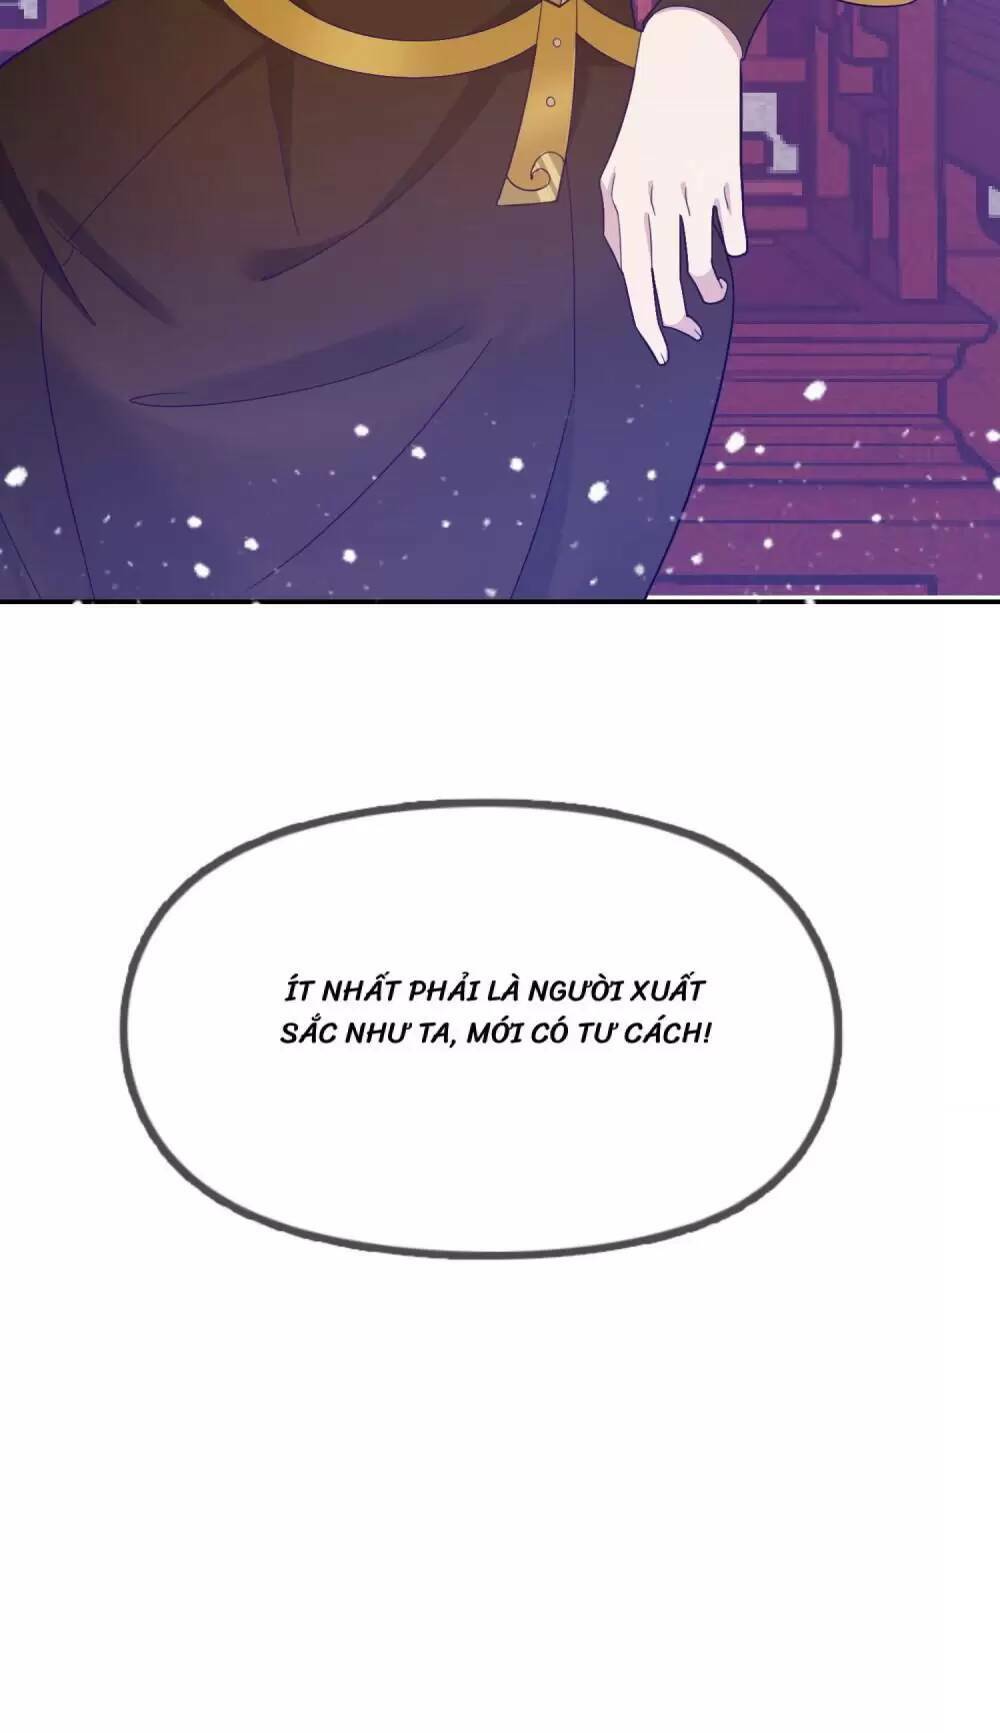 ÍT NHẤT PHẢI LÀ NGƯỜI XUẤT
SẮC NHƯ TA, MỚI CÓ TƯ CÁCH!